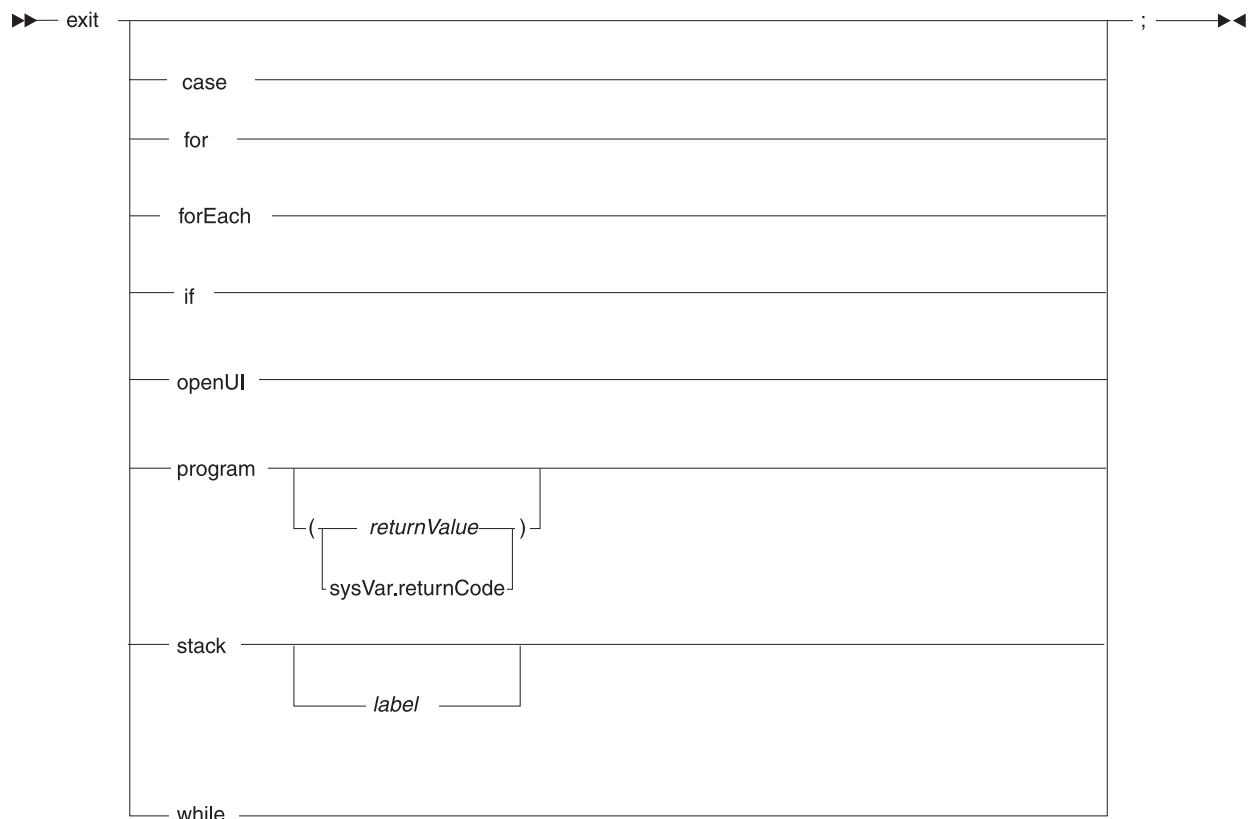 exit ;
case
for
forEach
if
openUI
program
( returnValue )
sysVar.returnCode
stack
label
while